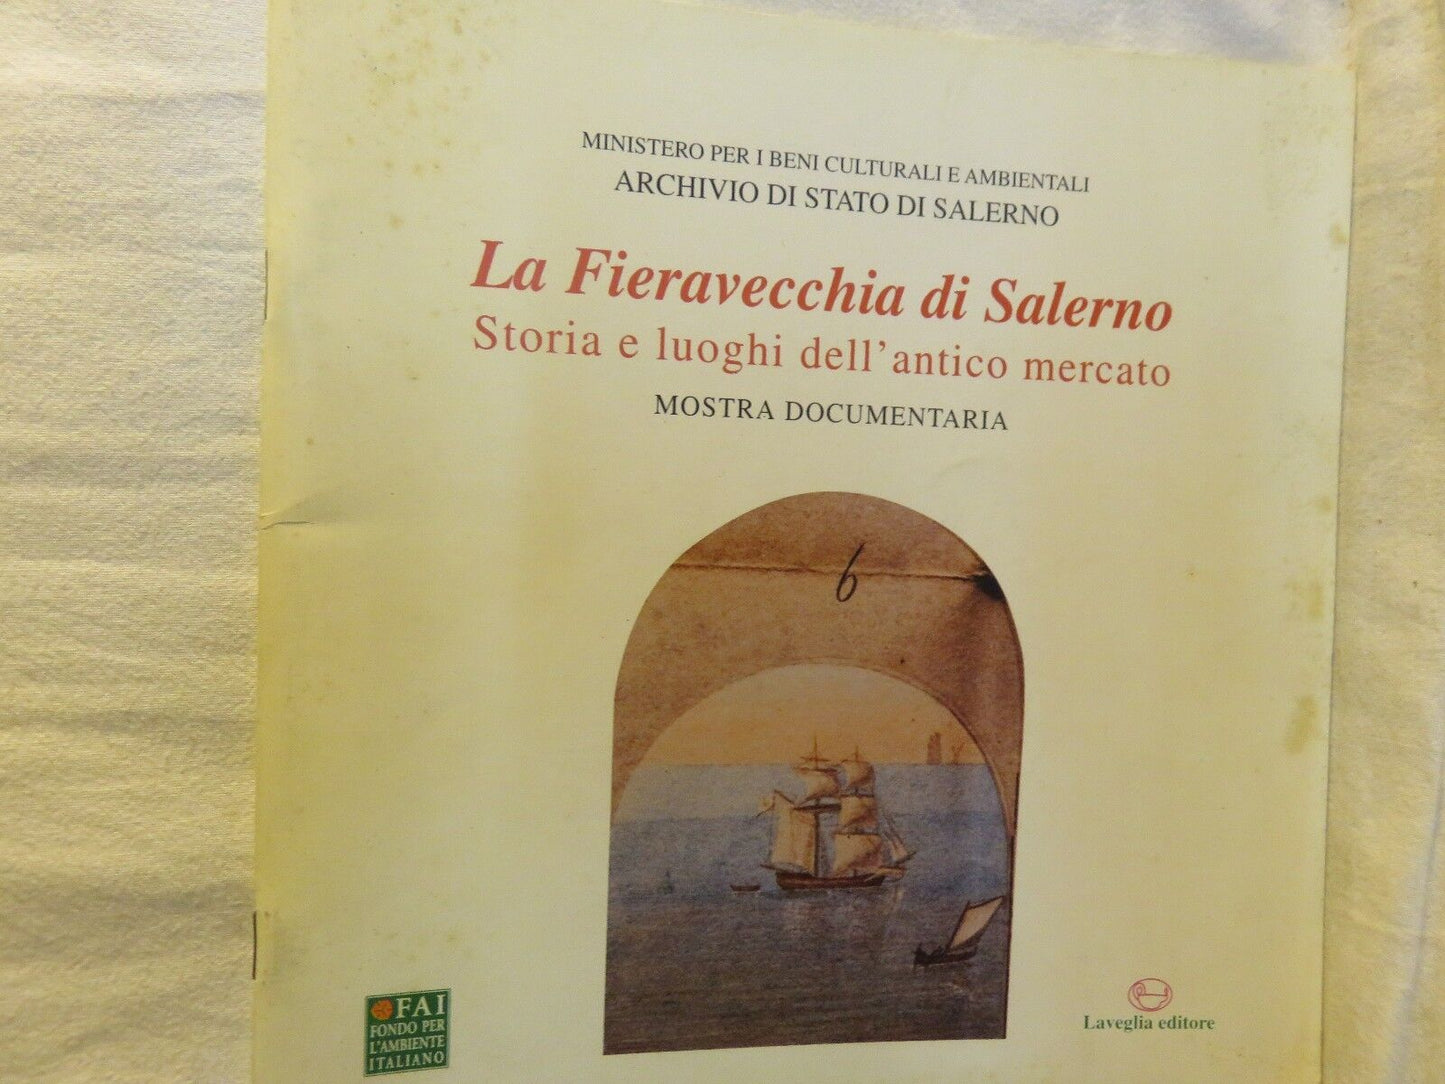 MINISTERO PER I BENI CULTURALI E AMBIENTALI
ARCHIVIO DI STATO DI SALERNO
La Fieravecchia di Salerno
Storia e luoghi dell'antico mercato
MOSTRA DOCUMENTARIA
6
FAI
FONDO PER
L'AMBIENTE
ITALIANO
Laveglia editore